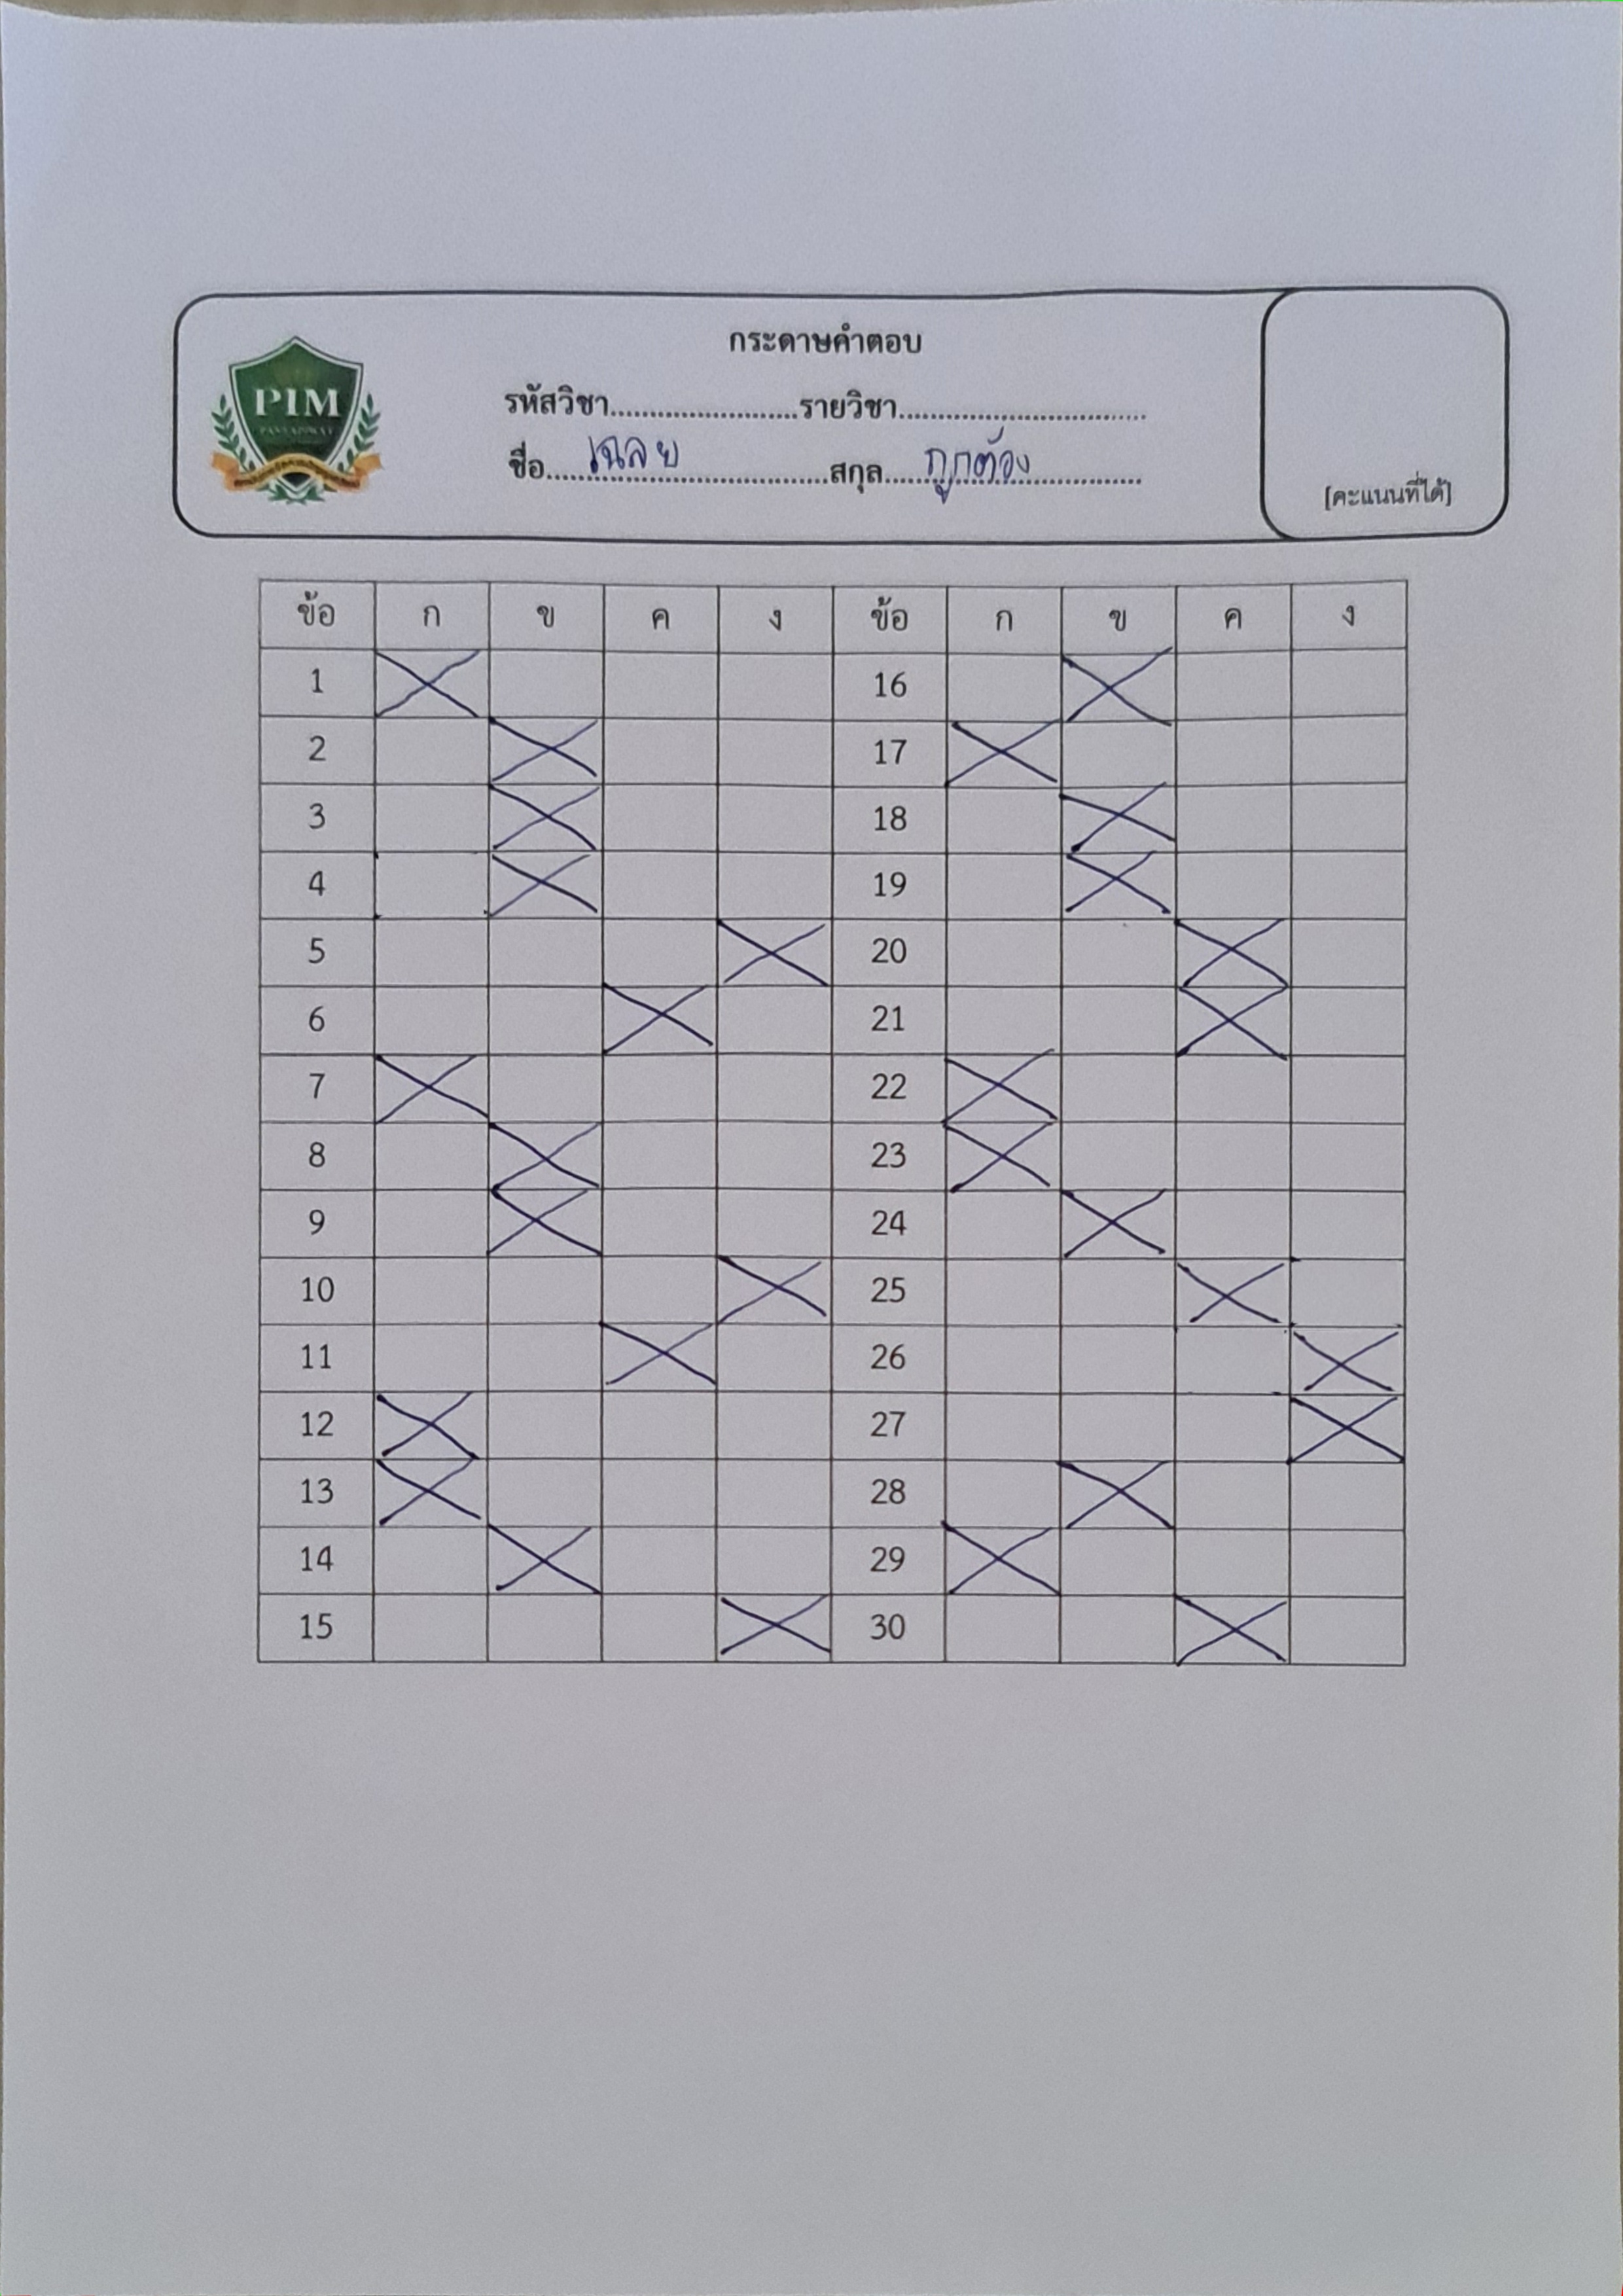 กระดาษคำตอบ
PIM
รหัสวิชา........................รายวิชา................................
ชื่อ.....เฉลย.....สกุล.....ถูกต้อง.....
[คะแนนที่ได้]
ข้อ ก ข ค ง ข้อ ก ข ค ง
1 X 16 X
2 X 17 X
3 X 18 X
4 X 19 X
5 X 20 X
6 X 21 X
7 X 22 X
8 X 23 X
9 X 24 X
10 X 25 X
11 X 26 X
12 X 27 X
13 X 28 X
14 X 29 X
15 X 30 X